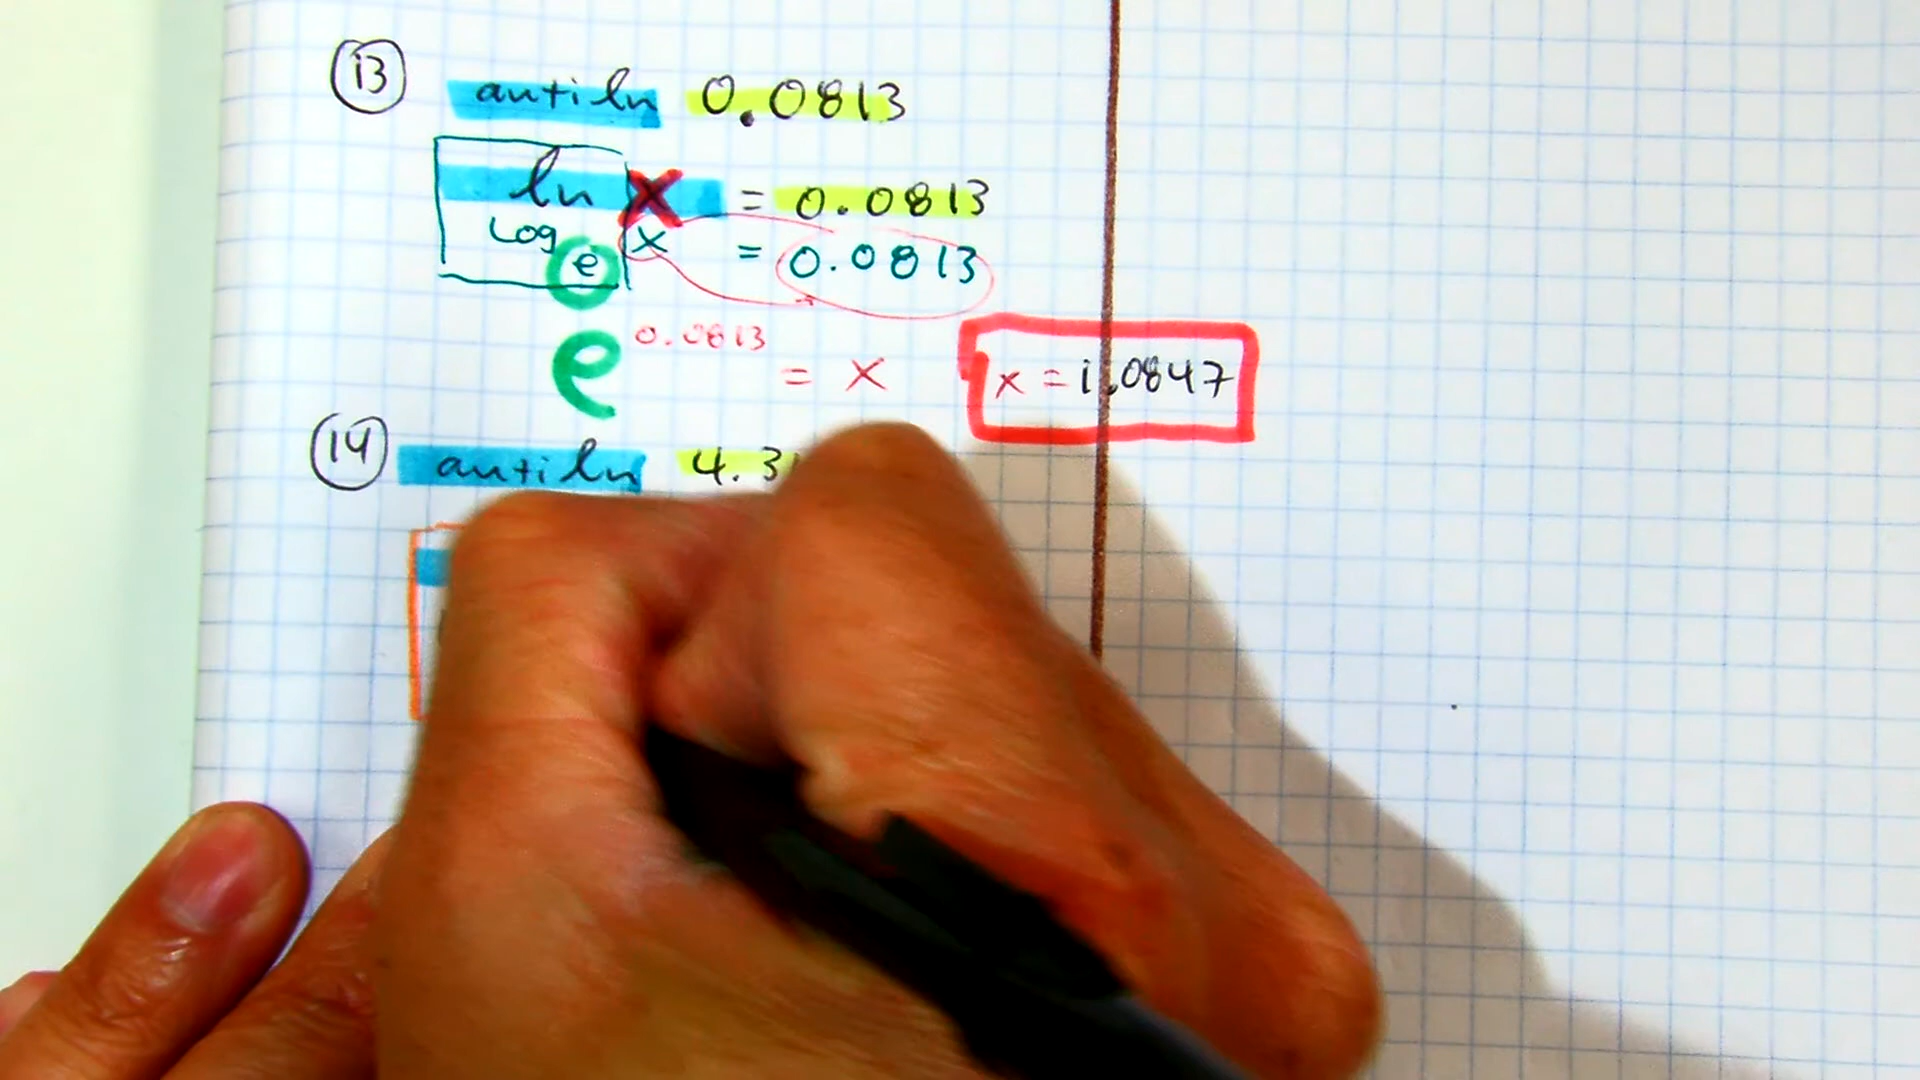 13 antiln 0.0813
ln x = 0.0813
Log e x = 0.0813
e 0.0813 = x
x = 1.0847
14 antiln 4.3